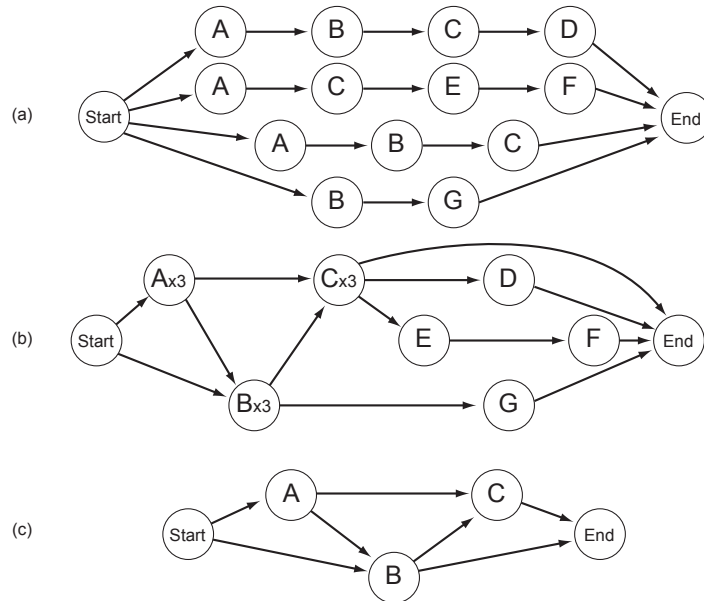 A B C D
A C E F
(a) Start End
A B C
B G
(b) Start Ax3 Cx3 D
E F End
Bx3 G
(c) Start A C End
B